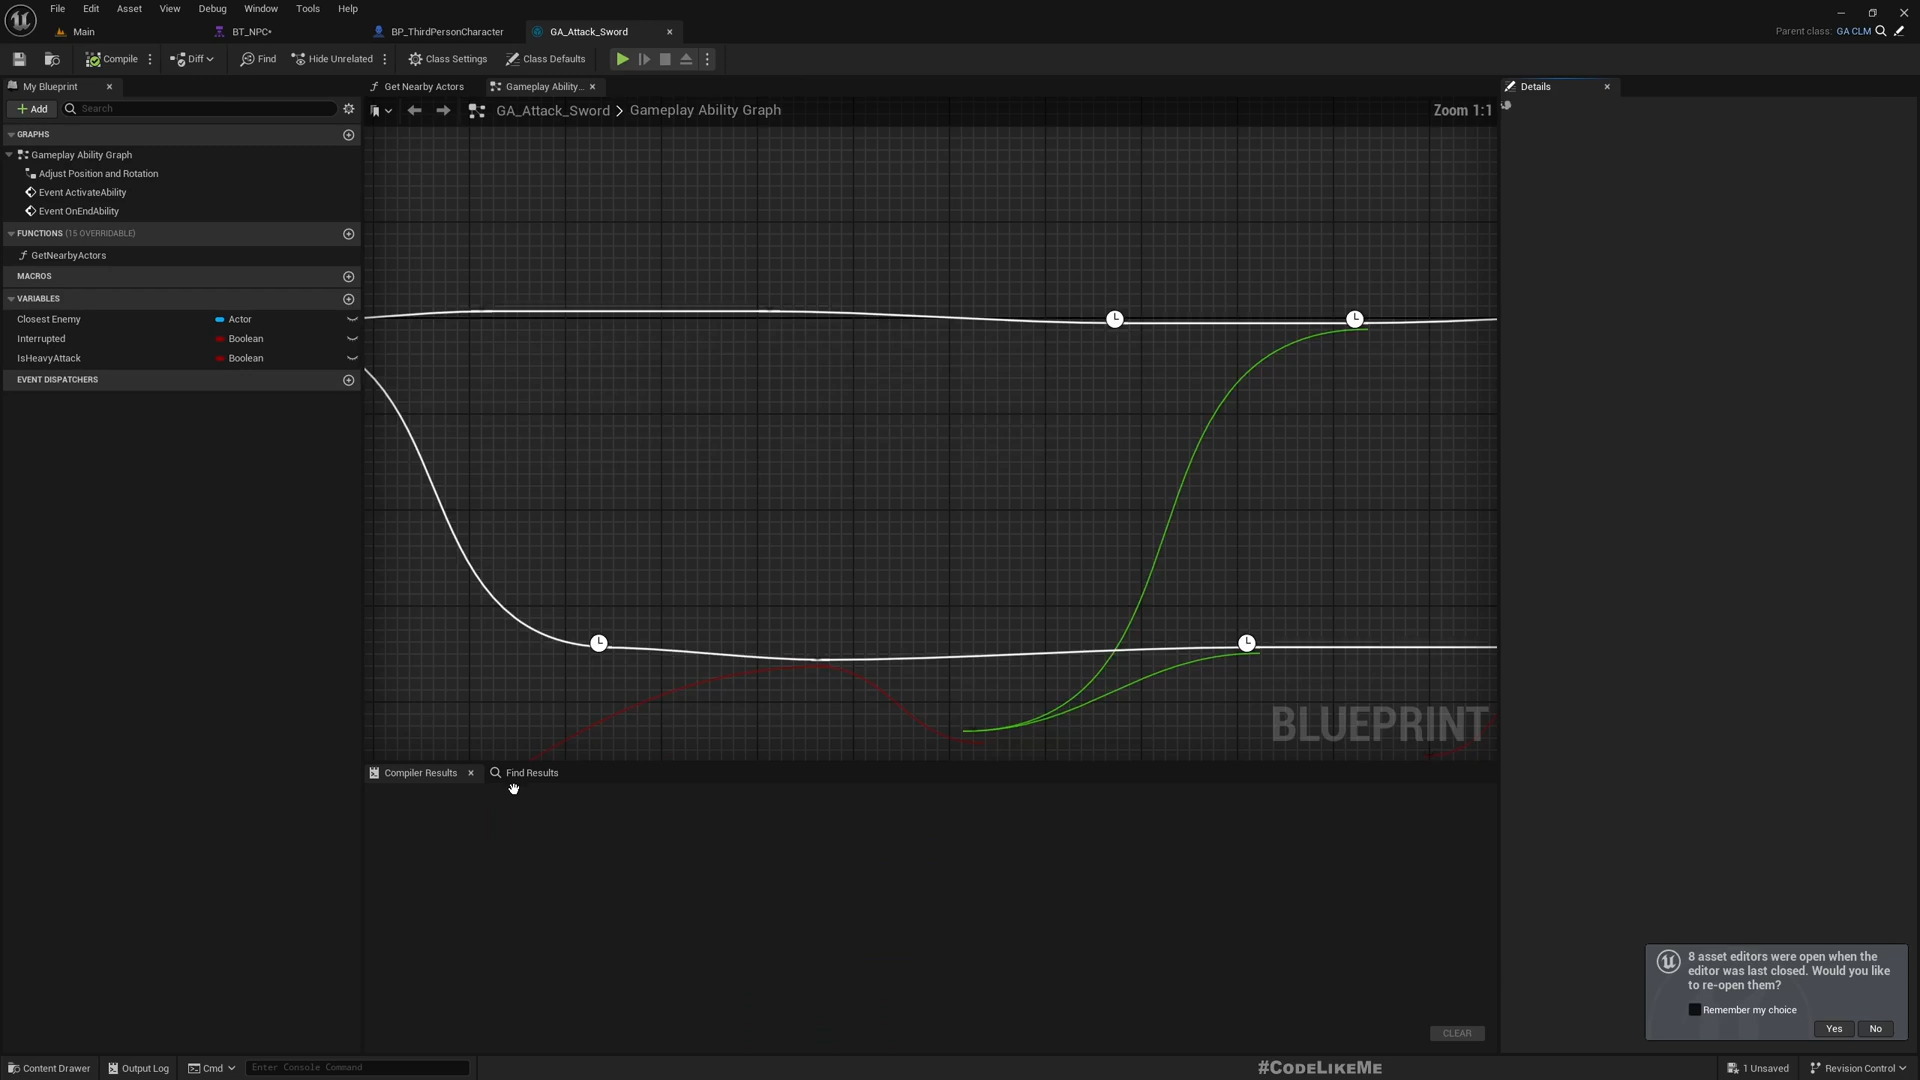 File Edit Asset View Debug Window Tools Help
Main BT_NPC* BP_ThirdPersonCharacter GA_Attack_Sword
Parent class: GA CLM
Compile Diff Find Hide Unrelated Class Settings Class Defaults
My Blueprint Get Nearby Actors Gameplay Ability... Details
Add Search
GA_Attack_Sword > Gameplay Ability Graph Zoom 1:1
GRAPHS
Gameplay Ability Graph
Adjust Position and Rotation
Event ActivateAbility
Event OnEndAbility
FUNCTIONS (15 OVERRIDABLE)
GetNearbyActors
MACROS
VARIABLES
Closest Enemy Actor
Interrupted Boolean
IsHeavyAttack Boolean
EVENT DISPATCHERS
BLUEPRINT
Compiler Results Find Results
8 asset editors were open when the
editor was last closed. Would you like
to re-open them?
Remember my choice
Yes No
CLEAR
Content Drawer Output Log Cmd Enter Console Command #CODELIKEME 1 Unsaved Revision Control